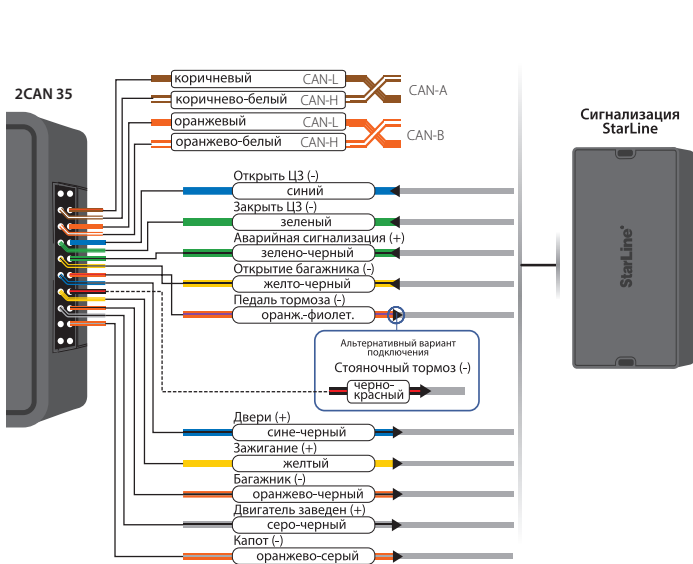 2CAN 35
коричневый CAN-L
коричнево-белый CAN-H
CAN-A
оранжевый CAN-L
оранжево-белый CAN-H
CAN-B
Сигнализация
StarLine
StarLine
Открыть ЦЗ (-)
синий
Закрыть ЦЗ (-)
зеленый
Аварийная сигнализация (+)
зелено-черный
Открытие багажника (-)
желто-черный
Педаль тормоза (-)
оранж.-фиолет.
Альтернативный вариант
подключения
Стояночный тормоз (-)
черно-
красный
Двери (+)
сине-черный
Зажигание (+)
желтый
Багажник (-)
оранжево-черный
Двигатель заведен (+)
серо-черный
Капот (-)
оранжево-серый